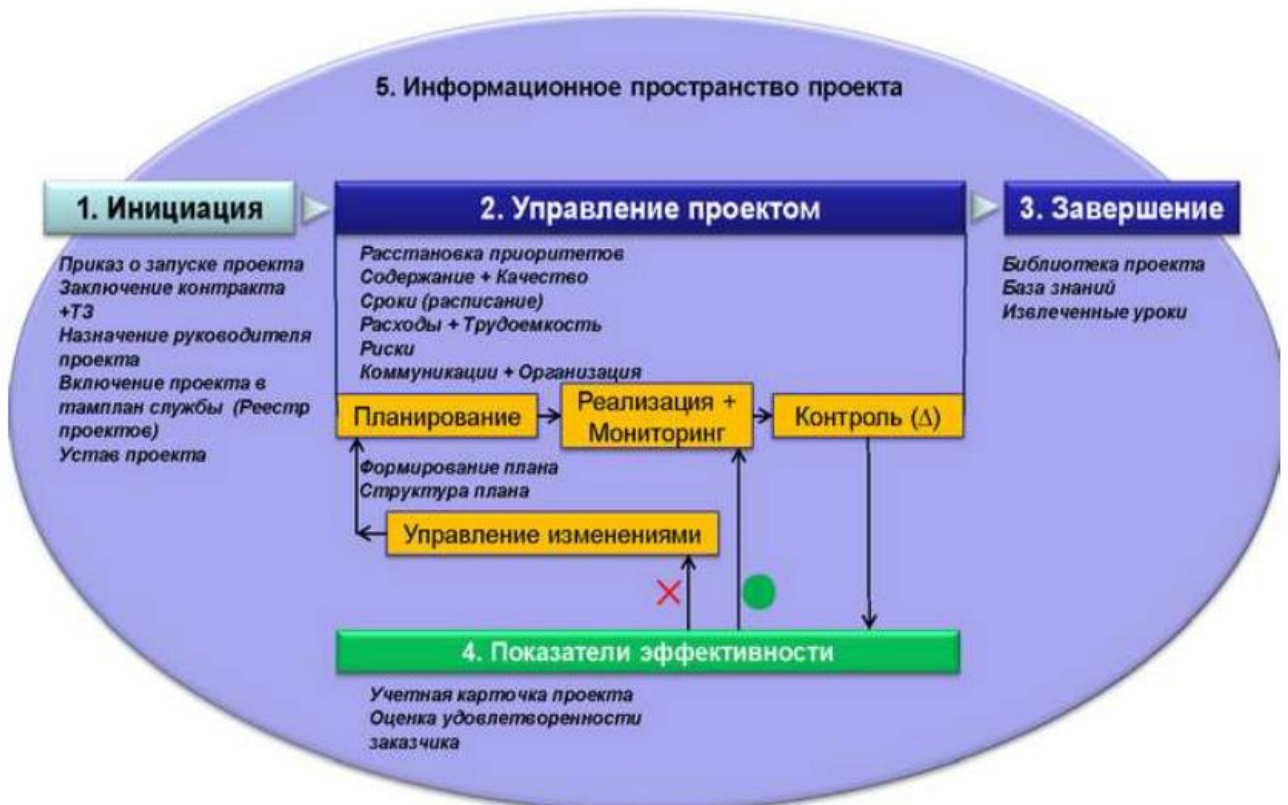 5. Информационное пространство проекта
1. Инициация
Приказ о запуске проекта
Заключение контракта
+ТЗ
Назначение руководителя
проекта
Включение проекта в
тамплан службы (Реестр
проектов)
Устав проекта
2. Управление проектом
Расстановка приоритетов
Содержание + Качество
Сроки (расписание)
Расходы + Трудоемкость
Риски
Коммуникации + Организация
Планирование
Реализация +
Мониторинг
Контроль (Δ)
Формирование плана
Структура плана
Управление изменениями
3. Завершение
Библиотека проекта
База знаний
Извлеченные уроки
4. Показатели эффективности
Учетная карточка проекта
Оценка удовлетворенности
заказчика